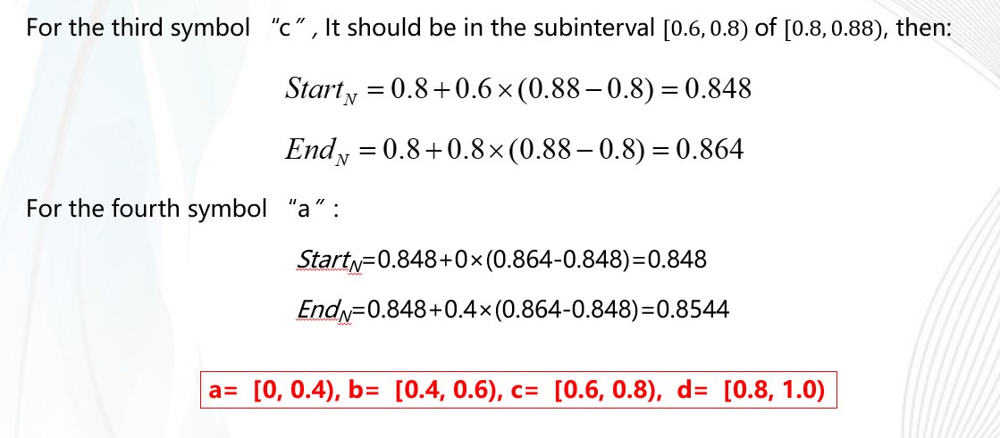 For the third symbol “c”, It should be in the subinterval [0.6, 0.8) of [0.8, 0.88), then:
Start_N = 0.8 + 0.6 × (0.88 − 0.8) = 0.848
End_N = 0.8 + 0.8 × (0.88 − 0.8) = 0.864
For the fourth symbol “a”:
Start_N=0.848+0×(0.864-0.848)=0.848
End_N=0.848+0.4×(0.864-0.848)=0.8544
a= [0, 0.4), b= [0.4, 0.6), c= [0.6, 0.8), d= [0.8, 1.0)